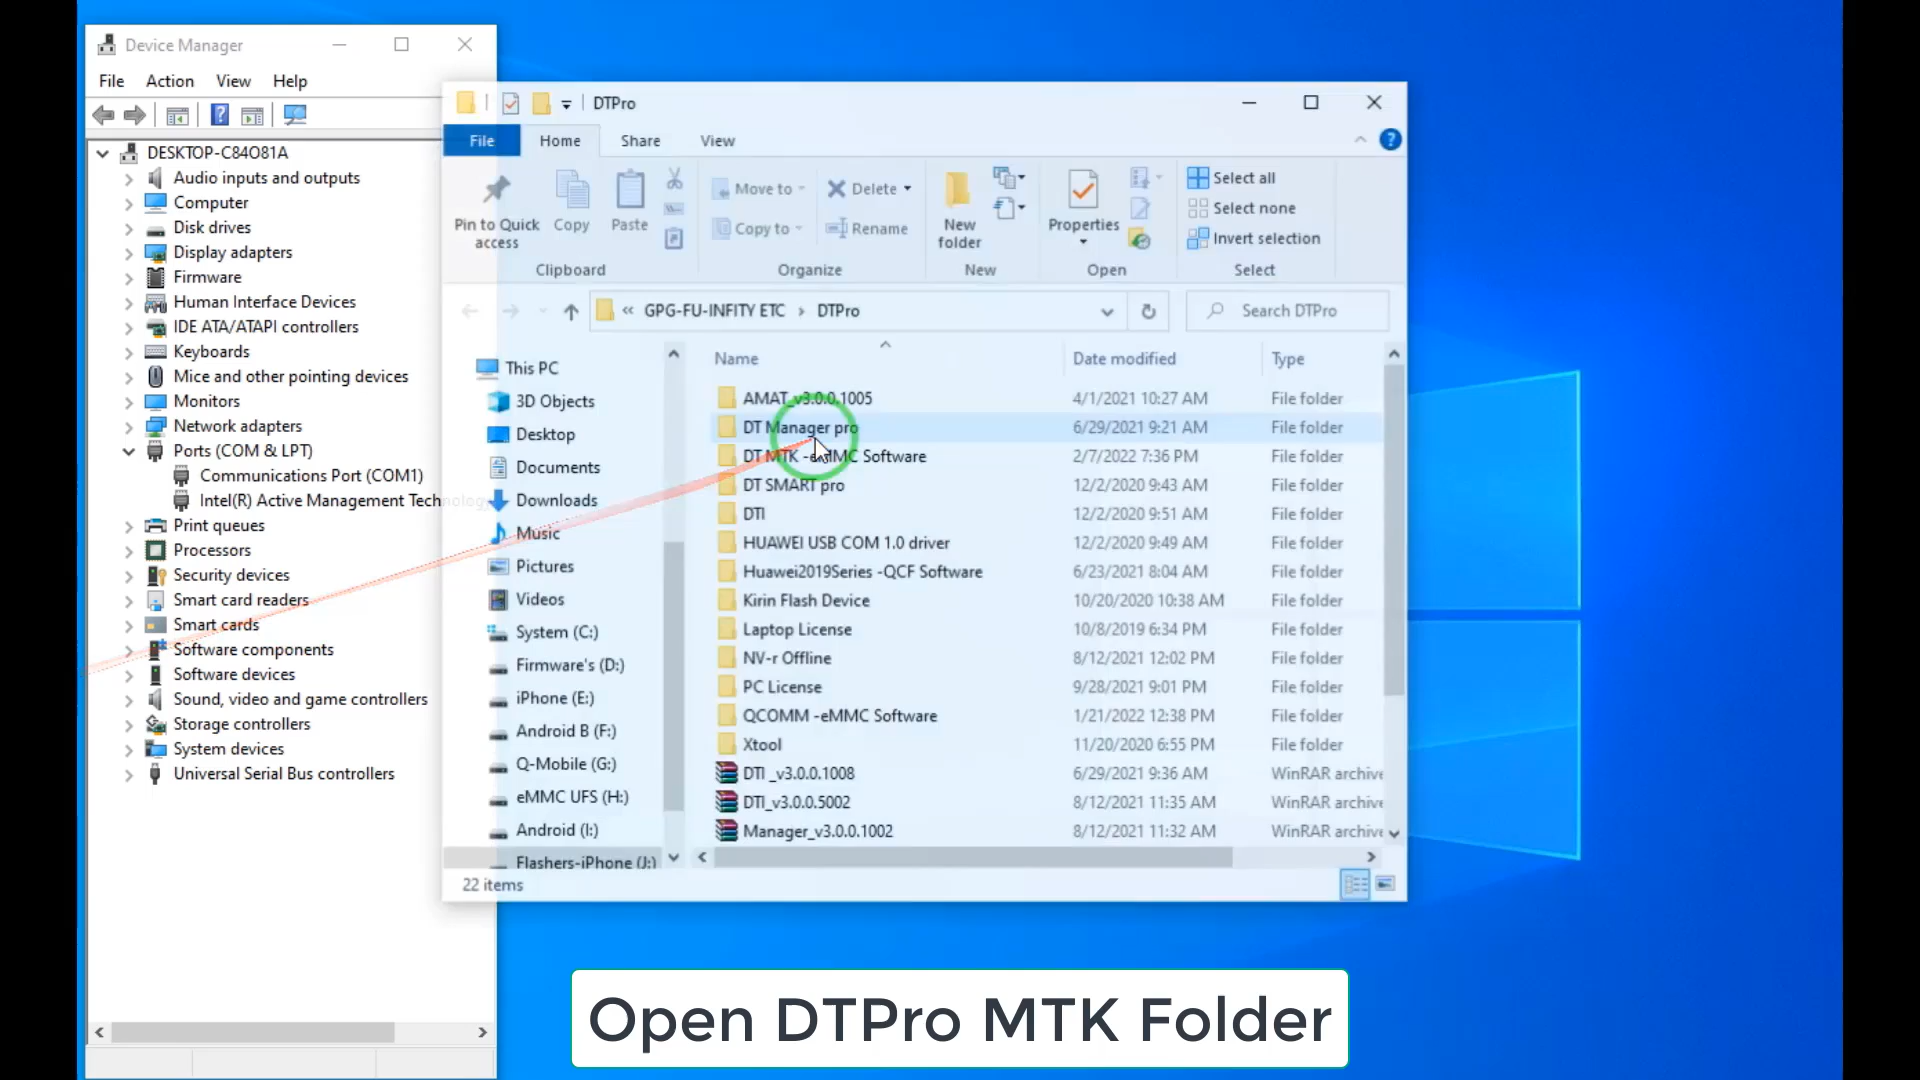 Device Manager
File Action View Help
DESKTOP-C84O81A
Audio inputs and outputs
Computer
Disk drives
Display adapters
Firmware
Human Interface Devices
IDE ATA/ATAPI controllers
Keyboards
Mice and other pointing devices
Monitors
Network adapters
Ports (COM & LPT)
Communications Port (COM1)
Intel(R) Active Management Technology
Print queues
Processors
Security devices
Smart card readers
Smart cards
Software components
Software devices
Sound, video and game controllers
Storage controllers
System devices
Universal Serial Bus controllers
DTPro
File Home Share View
Pin to Quick access
Copy
Paste
Clipboard
Move to
Copy to
Delete
Rename
Organize
New folder
New
Properties
Open
Select all
Select none
Invert selection
Select
« GPG-FU-INFITY ETC › DTPro
Search DTPro
This PC
3D Objects
Desktop
Documents
Downloads
Music
Pictures
Videos
System (C:)
Firmware's (D:)
iPhone (E:)
Android B (F:)
Q-Mobile (G:)
eMMC UFS (H:)
Android (I:)
Flashers-iPhone (J:)
Name Date modified Type
AMAT_v3.0.0.1005 4/1/2021 10:27 AM File folder
DT Manager pro 6/29/2021 9:21 AM File folder
DT MTK -eMMC Software 2/7/2022 7:36 PM File folder
DT SMART pro 12/2/2020 9:43 AM File folder
DTI 12/2/2020 9:51 AM File folder
HUAWEI USB COM 1.0 driver 12/2/2020 9:49 AM File folder
Huawei2019Series -QCF Software 6/23/2021 8:04 AM File folder
Kirin Flash Device 10/20/2020 10:38 AM File folder
Laptop License 10/8/2019 6:34 PM File folder
NV-r Offline 8/12/2021 12:02 PM File folder
PC License 9/28/2021 9:01 PM File folder
QCOMM -eMMC Software 1/21/2022 12:38 PM File folder
Xtool 11/20/2020 6:55 PM File folder
DTI _v3.0.0.1008 6/29/2021 9:36 AM WinRAR archive
DTI_v3.0.0.5002 8/12/2021 11:35 AM WinRAR archive
Manager_v3.0.0.1002 8/12/2021 11:32 AM WinRAR archive
22 items
Open DTPro MTK Folder